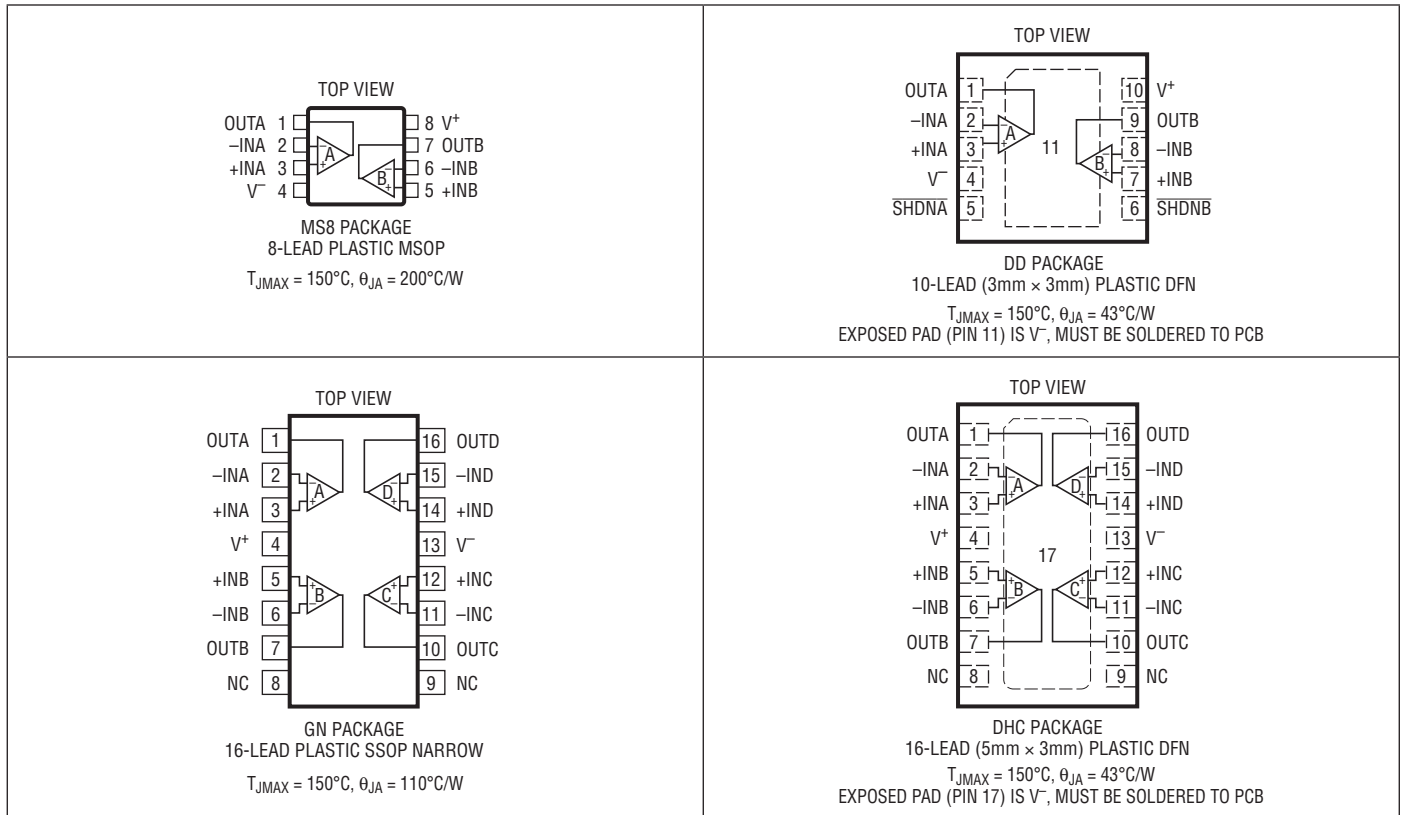 TOP VIEW
OUTA 1
–INA 2
+INA 3
V– 4
8 V+
7 OUTB
6 –INB
5 +INB
–
A
+
–
B
+
MS8 PACKAGE
8-LEAD PLASTIC MSOP
TJMAX = 150°C, θJA = 200°C/W
TOP VIEW
OUTA 1
–INA 2
+INA 3
V– 4
SHDNA 5
10 V+
9 OUTB
8 –INB
7 +INB
6 SHDNB
–
A
+
11
–
B
+
DD PACKAGE
10-LEAD (3mm × 3mm) PLASTIC DFN
TJMAX = 150°C, θJA = 43°C/W
EXPOSED PAD (PIN 11) IS V–, MUST BE SOLDERED TO PCB
TOP VIEW
OUTA 1
–INA 2
+INA 3
V+ 4
+INB 5
–INB 6
OUTB 7
NC 8
16 OUTD
15 –IND
14 +IND
13 V–
12 +INC
11 –INC
10 OUTC
9 NC
–
A
+
–
D
+
+
B
–
+
C
–
GN PACKAGE
16-LEAD PLASTIC SSOP NARROW
TJMAX = 150°C, θJA = 110°C/W
TOP VIEW
OUTA 1
–INA 2
+INA 3
V+ 4
+INB 5
–INB 6
OUTB 7
NC 8
16 OUTD
15 –IND
14 +IND
13 V–
12 +INC
11 –INC
10 OUTC
9 NC
–
A
+
–
D
+
17
+
B
–
+
C
–
DHC PACKAGE
16-LEAD (5mm × 3mm) PLASTIC DFN
TJMAX = 150°C, θJA = 43°C/W
EXPOSED PAD (PIN 17) IS V–, MUST BE SOLDERED TO PCB